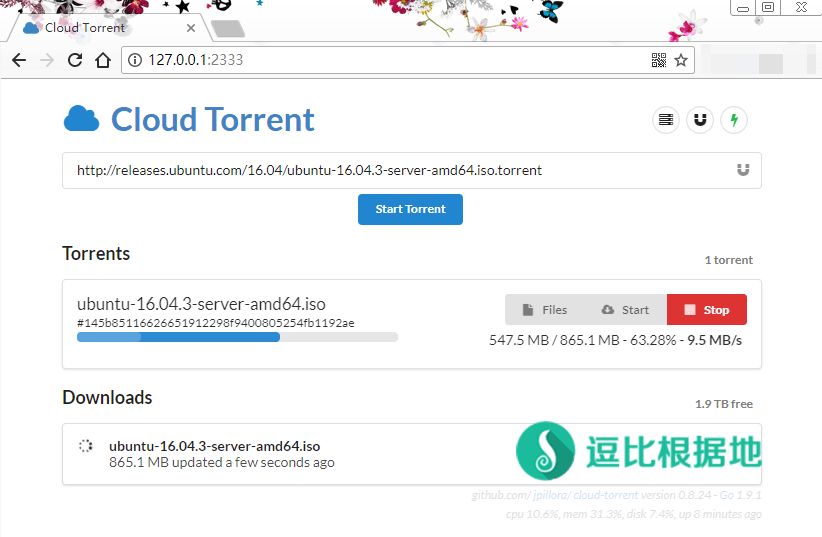 Cloud Torrent
127.0.0.1:2333
Cloud Torrent
http://releases.ubuntu.com/16.04/ubuntu-16.04.3-server-amd64.iso.torrent
Start Torrent
Torrents
1 torrent
ubuntu-16.04.3-server-amd64.iso
Files Start Stop
#145b85116626651912298f9400805254fb1192ae
547.5 MB / 865.1 MB - 63.28% - 9.5 MB/s
Downloads
1.9 TB free
ubuntu-16.04.3-server-amd64.iso
865.1 MB updated a few seconds ago
逗比根据地
github.com/ jpillora/ cloud-torrent version 0.8.24 - Go 1.9.1
cpu 10.6%, mem 31.3%, disk 7.4%, up 8 minutes ago